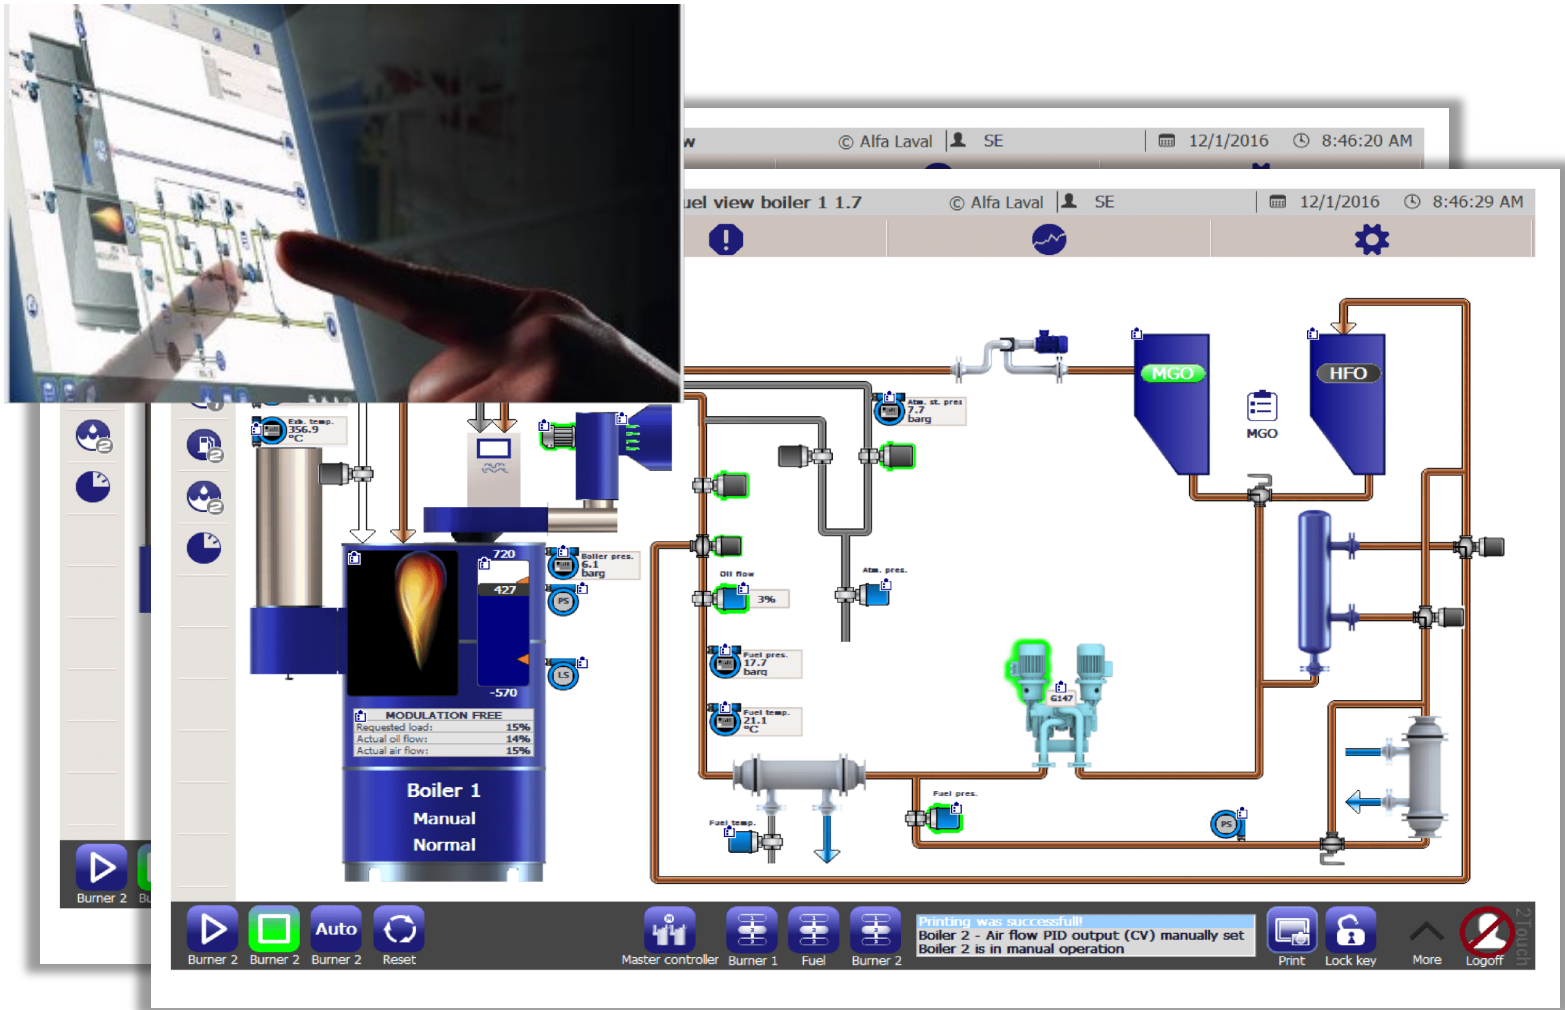 w
© Alfa Laval
SE
12/1/2016
8:46:20 AM
uel view boiler 1 1.7
© Alfa Laval
SE
12/1/2016
8:46:29 AM
MGO
HFO
MGO
Atm. st. pres
7.7
barg
Exh. temp.
356.9
°C
2
2
2
720
427
-570
Boiler pres.
6.1
barg
PS
LS
Oil flow
3%
Atm. pres.
Fuel pres.
17.7
barg
Fuel temp.
21.1
°C
G147
MODULATION FREE
Requested load: 15%
Actual oil flow: 14%
Actual air flow: 15%
Boiler 1
Manual
Normal
Fuel pres.
Fuel temp.
PS
Burner 2
Bu
Auto
Burner 2
Burner 2
Burner 2
Reset
Master controller
Burner 1
Fuel
Burner 2
Printing was successfull!
Boiler 2 - Air flow PID output (CV) manually set
Boiler 2 is in manual operation
Print
Lock key
More
Logoff
2Touch